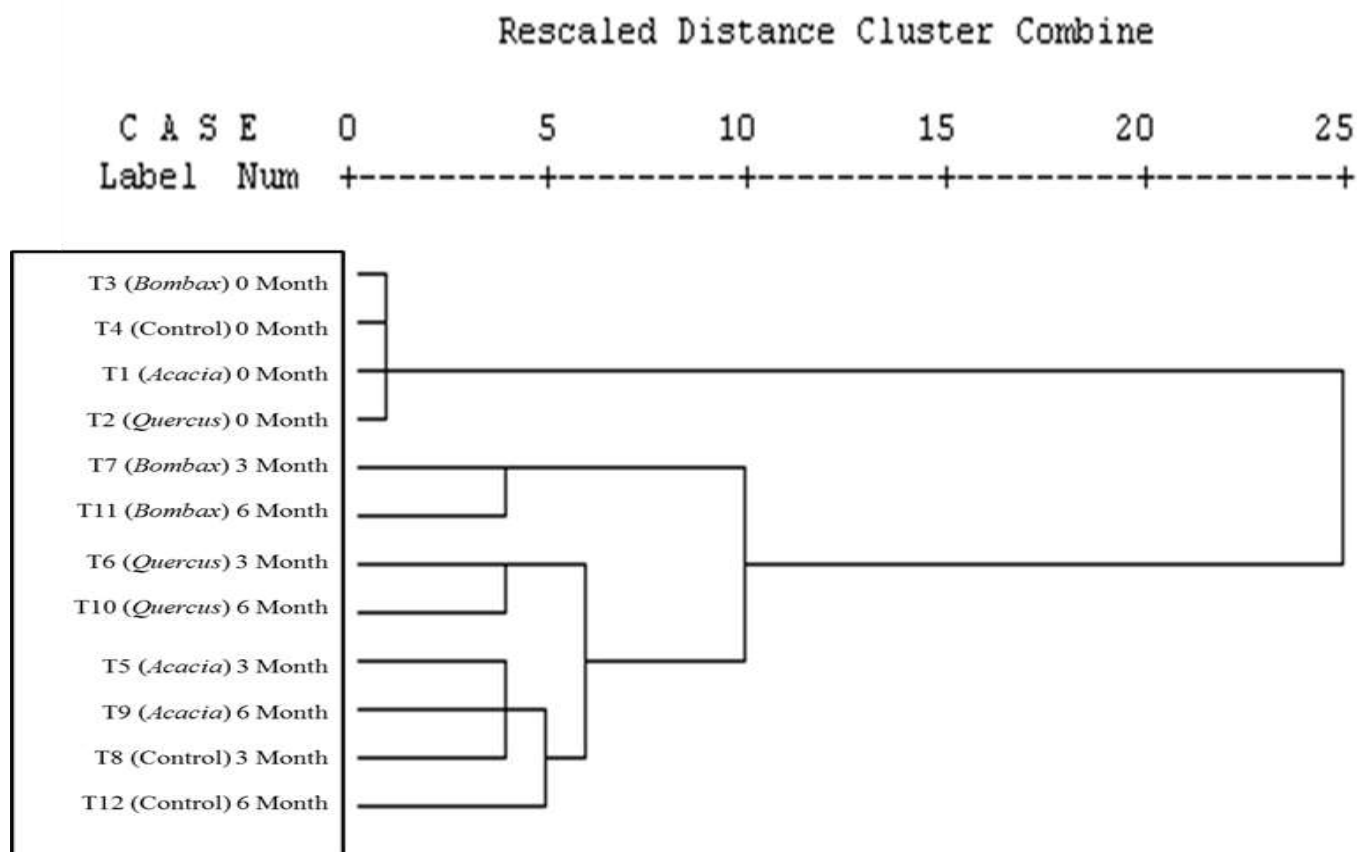 Rescaled Distance Cluster Combine
C A S E 0 5 10 15 20 25
Label Num +---------+---------+---------+---------+---------+
T3 (Bombax) 0 Month
T4 (Control) 0 Month
T1 (Acacia) 0 Month
T2 (Quercus) 0 Month
T7 (Bombax) 3 Month
T11 (Bombax) 6 Month
T6 (Quercus) 3 Month
T10 (Quercus) 6 Month
T5 (Acacia) 3 Month
T9 (Acacia) 6 Month
T8 (Control) 3 Month
T12 (Control) 6 Month